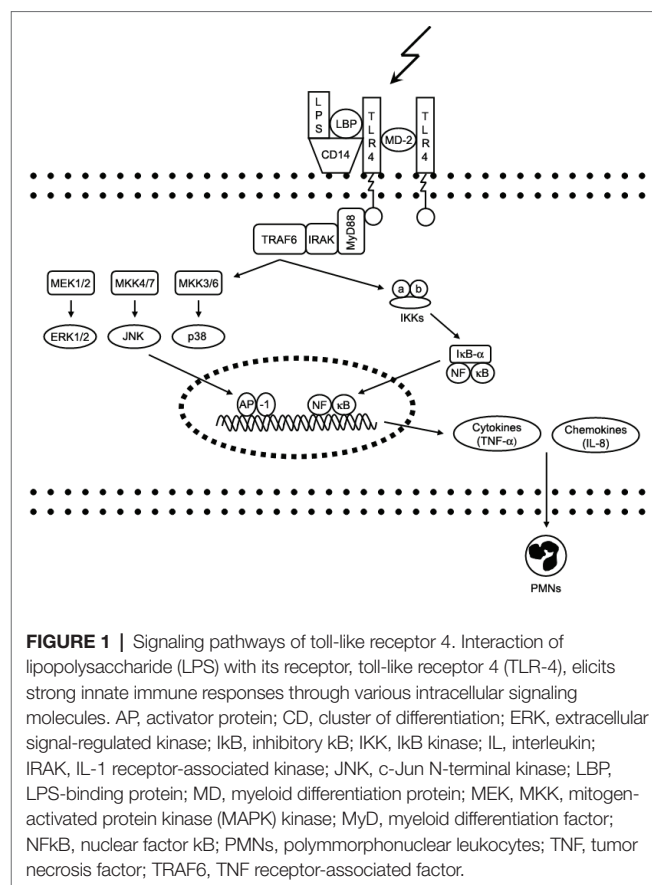 LPS
LBP
CD14
TLR4
MD-2
TLR4
MyD88
TRAF6
IRAK
MEK1/2
MKK4/7
MKK3/6
a b
IKKs
ERK1/2
JNK
p38
IκB-α
NF κB
AP -1
NF κB
Cytokines
(TNF-α)
Chemokines
(IL-8)
PMNs
FIGURE 1 | Signaling pathways of toll-like receptor 4. Interaction of
lipopolysaccharide (LPS) with its receptor, toll-like receptor 4 (TLR-4), elicits
strong innate immune responses through various intracellular signaling
molecules. AP, activator protein; CD, cluster of differentiation; ERK, extracellular
signal-regulated kinase; IkB, inhibitory kB; IKK, IkB kinase; IL, interleukin;
IRAK, IL-1 receptor-associated kinase; JNK, c-Jun N-terminal kinase; LBP,
LPS-binding protein; MD, myeloid differentiation protein; MEK, MKK, mitogen-
activated protein kinase (MAPK) kinase; MyD, myeloid differentiation factor;
NFkB, nuclear factor kB; PMNs, polymmorphonuclear leukocytes; TNF, tumor
necrosis factor; TRAF6, TNF receptor-associated factor.